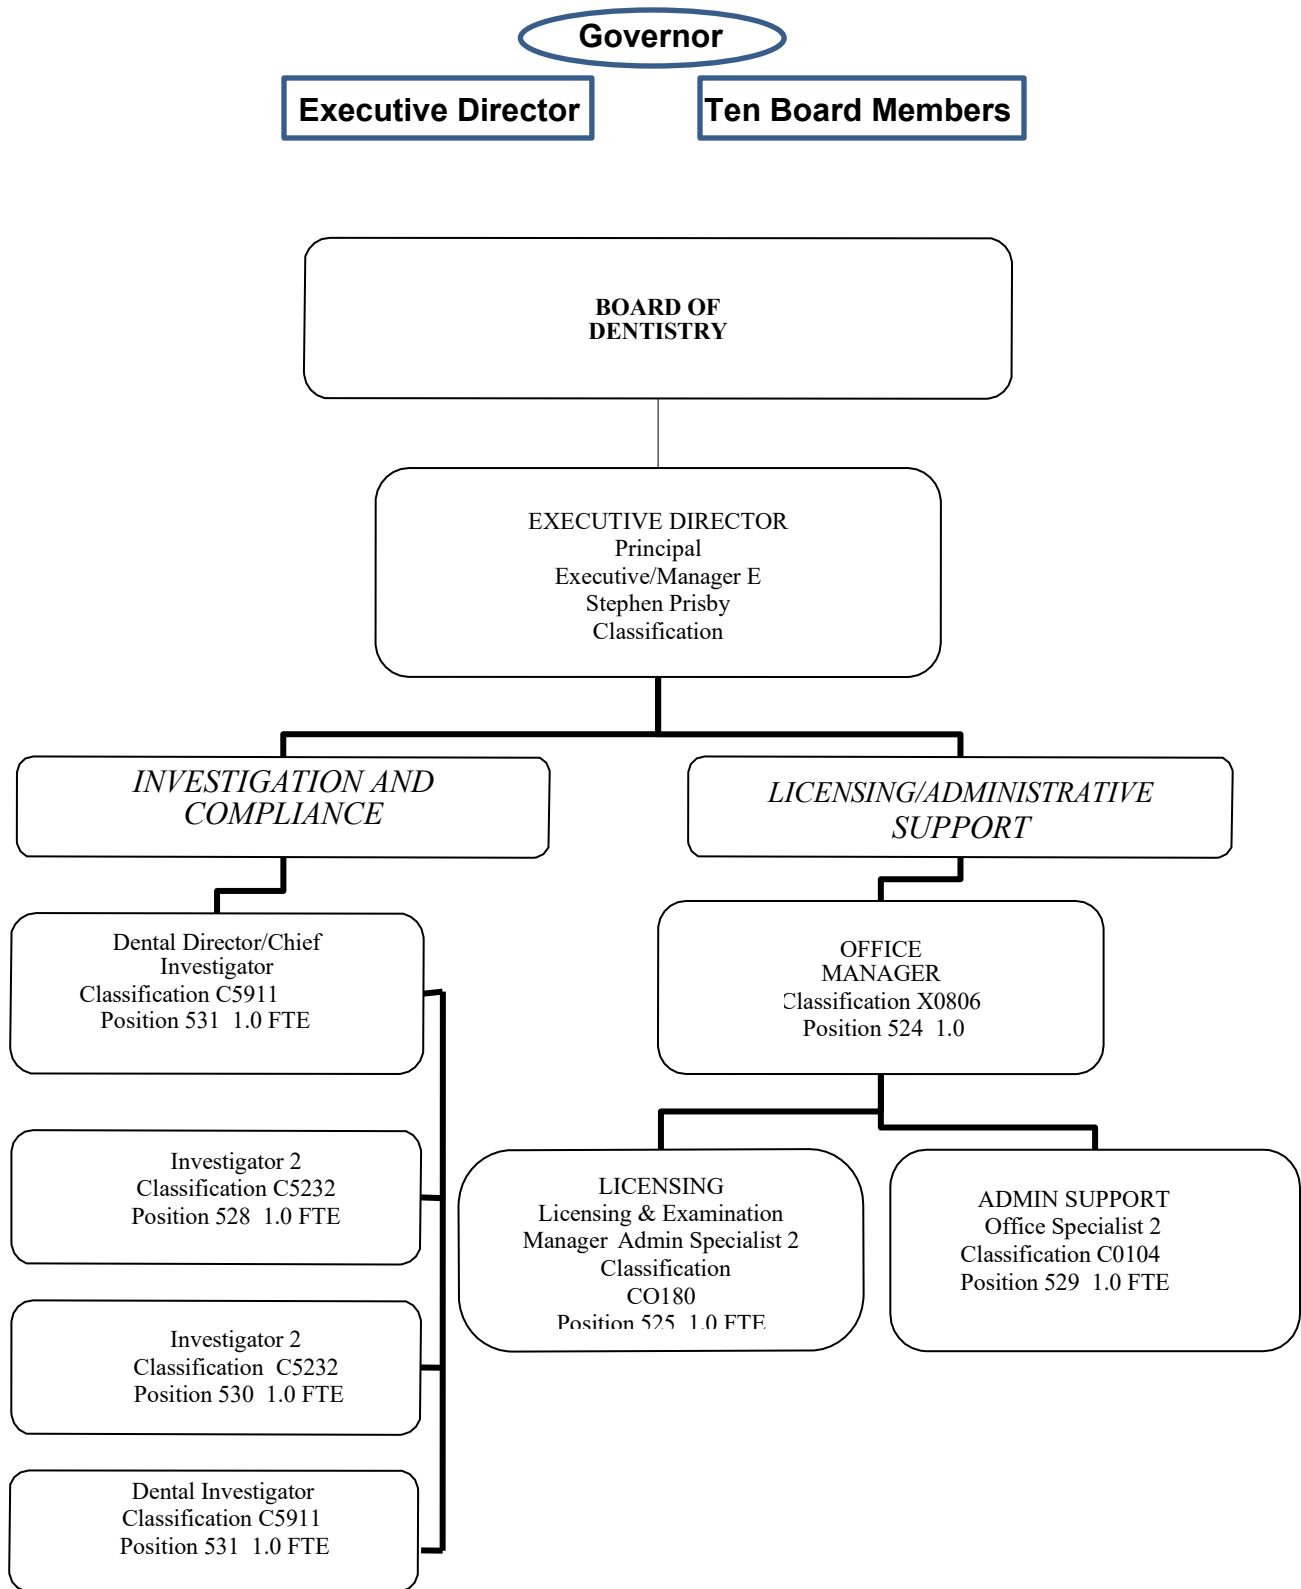 Governor
Executive Director
Ten Board Members
BOARD OF
DENTISTRY
EXECUTIVE DIRECTOR
Principal
Executive/Manager E
Stephen Prisby
Classification
INVESTIGATION AND
COMPLIANCE
LICENSING/ADMINISTRATIVE
SUPPORT
Dental Director/Chief
Investigator
Classification C5911
Position 531 1.0 FTE
OFFICE
MANAGER
Classification X0806
Position 524 1.0
Investigator 2
Classification C5232
Position 528 1.0 FTE
LICENSING
Licensing & Examination
Manager Admin Specialist 2
Classification
CO180
Position 525 1.0 FTE
ADMIN SUPPORT
Office Specialist 2
Classification C0104
Position 529 1.0 FTE
Investigator 2
Classification C5232
Position 530 1.0 FTE
Dental Investigator
Classification C5911
Position 531 1.0 FTE